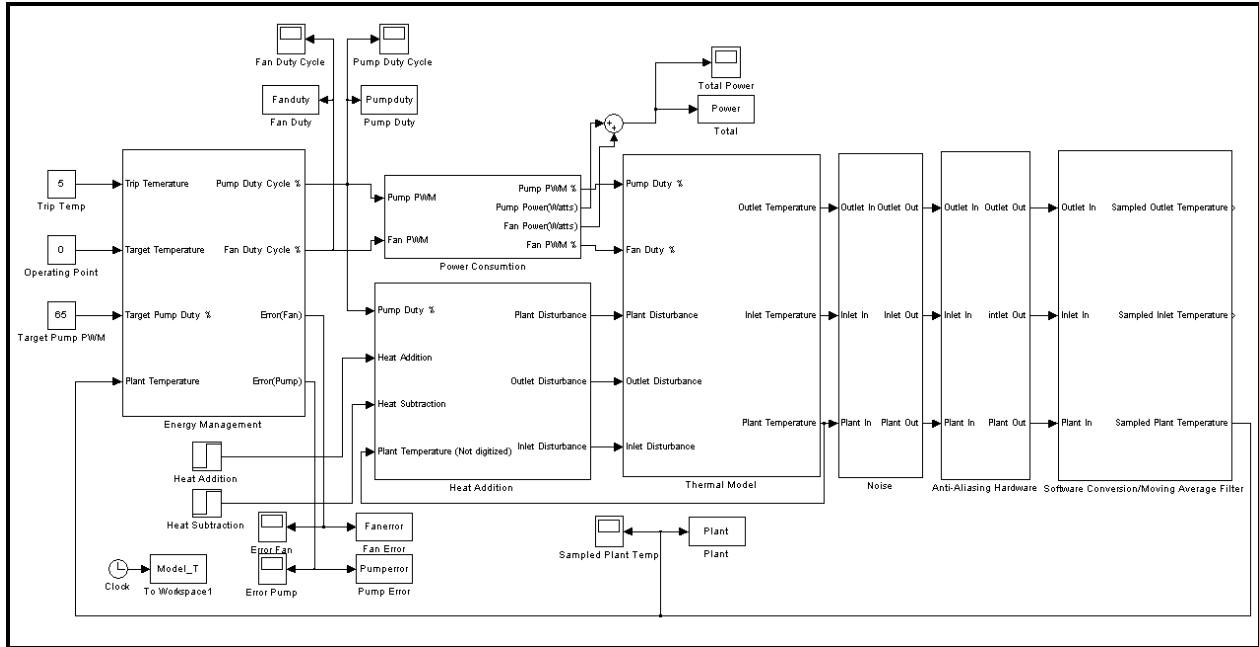 Fan Duty Cycle
Pump Duty Cycle
Total Power
Fanduty
Fan Duty
Pumpduty
Pump Duty
Power
Total
5
Trip Temp
0
Operating Point
65
Target Pump PWM
Trip Temerature
Target Temperature
Target Pump Duty %
Plant Temperature
Pump Duty Cycle %
Fan Duty Cycle %
Error(Fan)
Error(Pump)
Energy Management
Pump PWM
Fan PWM
Pump PWM %
Pump Power(Watts)
Fan Power(Watts)
Fan PWM %
Power Consumtion
Pump Duty %
Heat Addition
Heat Subtraction
Plant Temperature (Not digitized)
Plant Disturbance
Outlet Disturbance
Inlet Disturbance
Heat Addition
Pump Duty %
Fan Duty %
Plant Disturbance
Outlet Disturbance
Inlet Disturbance
Outlet Temperature
Inlet Temperature
Plant Temperature
Thermal Model
Outlet In
Outlet Out
Inlet In
Inlet Out
Plant In
Plant Out
Noise
Outlet In
Outlet Out
Inlet In
intlet Out
Plant In
Plant Out
Anti-Aliasing Hardware
Outlet In
Inlet In
Plant In
Sampled Outlet Temperature
Sampled Inlet Temperature
Sampled Plant Temperature
Software Conversion/Moving Average Filter
Heat Addition
Heat Subtraction
Error Fan
Fanerror
Fan Error
Error Pump
Pumperror
Pump Error
Clock
Model_T
To Workspace1
Sampled Plant Temp
Plant
Plant